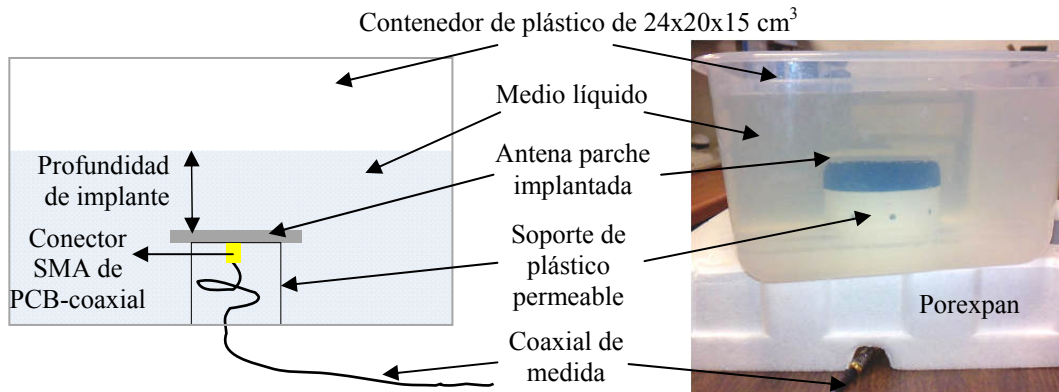 Contenedor de plástico de 24x20x15 cm³
Medio líquido
Profundidad
de implante
Antena parche
implantada
Conector
SMA de
PCB-coaxial
Soporte de
plástico
permeable
Porexpan
Coaxial de
medida